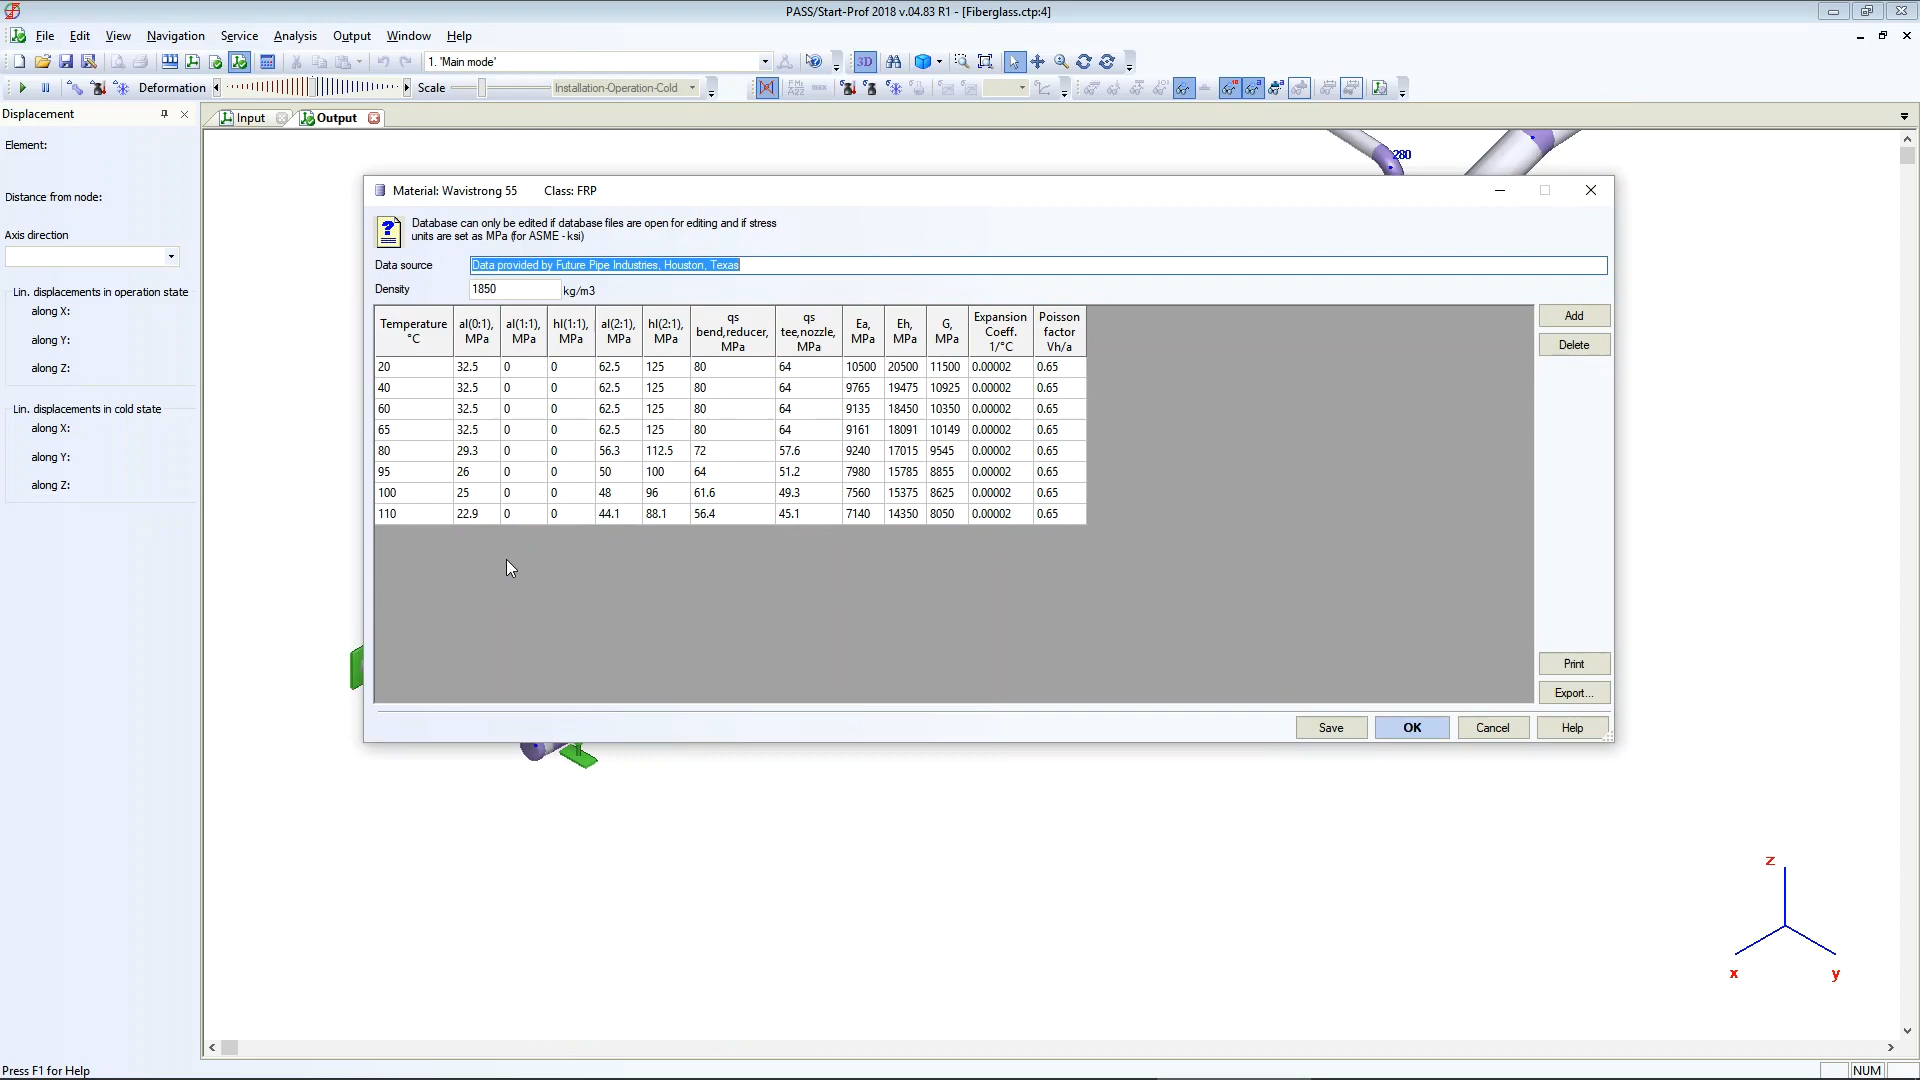 PASS/Start-Prof 2018 v.04.83 R1 - [Fiberglass.ctp:4]
File Edit View Navigation Service Analysis Output Window Help
1. 'Main mode' 3D
Deformation Scale Installation-Operation-Cold
Displacement
Input Output
Element:
Distance from node:
Axis direction
Lin. displacements in operation state
along X:
along Y:
along Z:
Lin. displacements in cold state
along X:
along Y:
along Z:
280
Material: Wavistrong 55 Class: FRP
Database can only be edited if database files are open for editing and if stress
units are set as MPa (for ASME - ksi)
Data source Data provided by Future Pipe Industries, Houston, Texas
Density 1850 kg/m3
Temperature °C al(0:1), MPa al(1:1), MPa hl(1:1), MPa al(2:1), MPa hl(2:1), MPa qs bend,reducer, MPa qs tee,nozzle, MPa Ea, MPa Eh, MPa G, MPa Expansion Coeff. 1/°C Poisson factor Vh/a
20 32.5 0 0 62.5 125 80 64 10500 20500 11500 0.00002 0.65
40 32.5 0 0 62.5 125 80 64 9765 19475 10925 0.00002 0.65
60 32.5 0 0 62.5 125 80 64 9135 18450 10350 0.00002 0.65
65 32.5 0 0 62.5 125 80 64 9161 18091 10149 0.00002 0.65
80 29.3 0 0 56.3 112.5 72 57.6 9240 17015 9545 0.00002 0.65
95 26 0 0 50 100 64 51.2 7980 15785 8855 0.00002 0.65
100 25 0 0 48 96 61.6 49.3 7560 15375 8625 0.00002 0.65
110 22.9 0 0 44.1 88.1 56.4 45.1 7140 14350 8050 0.00002 0.65
Add
Delete
Print
Export...
Save OK Cancel Help
z
x y
Press F1 for Help NUM